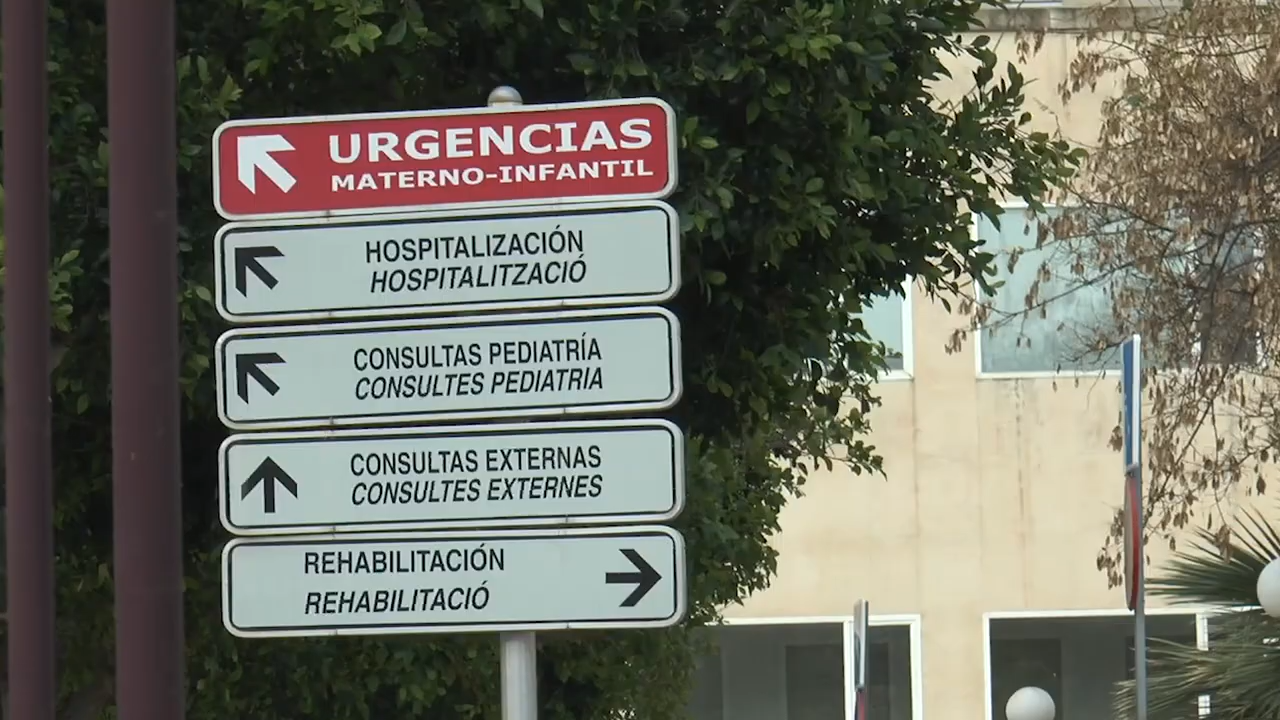 URGENCIAS
MATERNO-INFANTIL
HOSPITALIZACIÓN
HOSPITALITZACIÓ
CONSULTAS PEDIATRÍA
CONSULTES PEDIATRIA
CONSULTAS EXTERNAS
CONSULTES EXTERNES
REHABILITACIÓN
REHABILITACIÓ